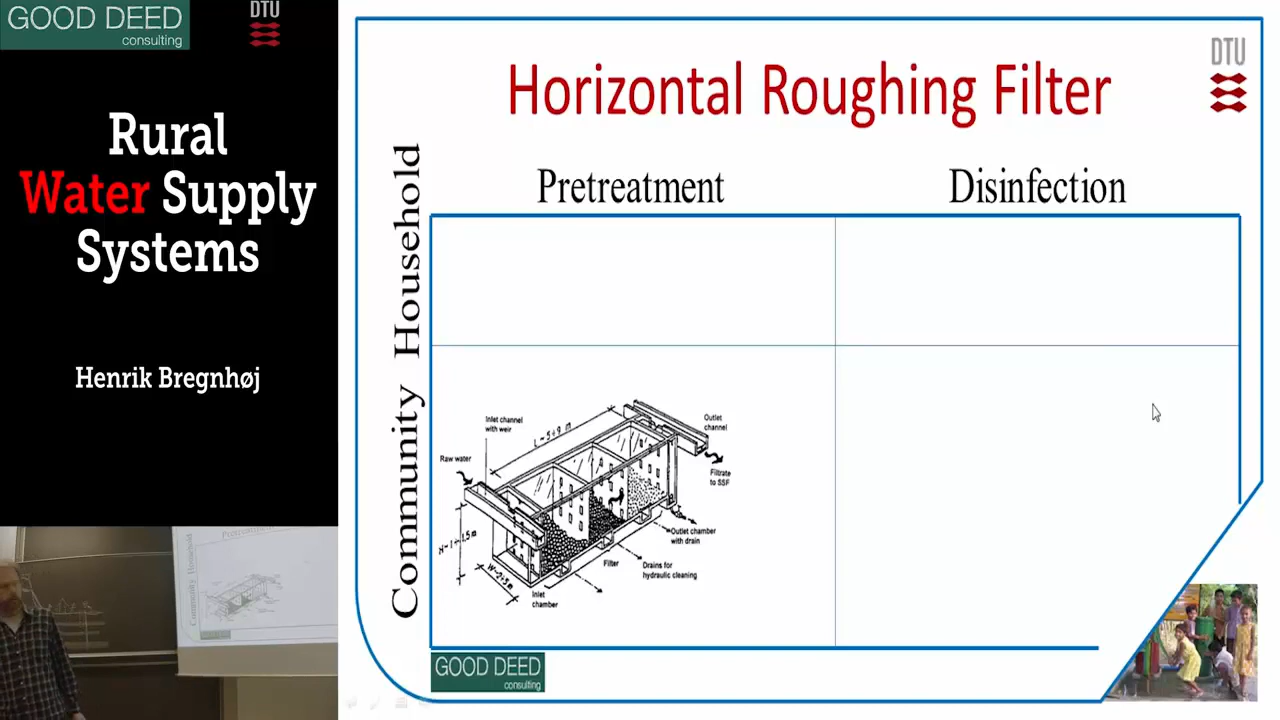 GOOD DEED
consulting
DTU
Rural
Water Supply
Systems
Henrik Bregnhøj
DTU
Horizontal Roughing Filter
Pretreatment
Disinfection
Household
Community
Inlet channel
with weir
Raw water
Outlet
channel
Filtrate
to SSF
Outlet chamber
with drain
Drains for
hydraulic cleaning
Filter
Inlet
chamber
GOOD DEED
consulting
Community Household